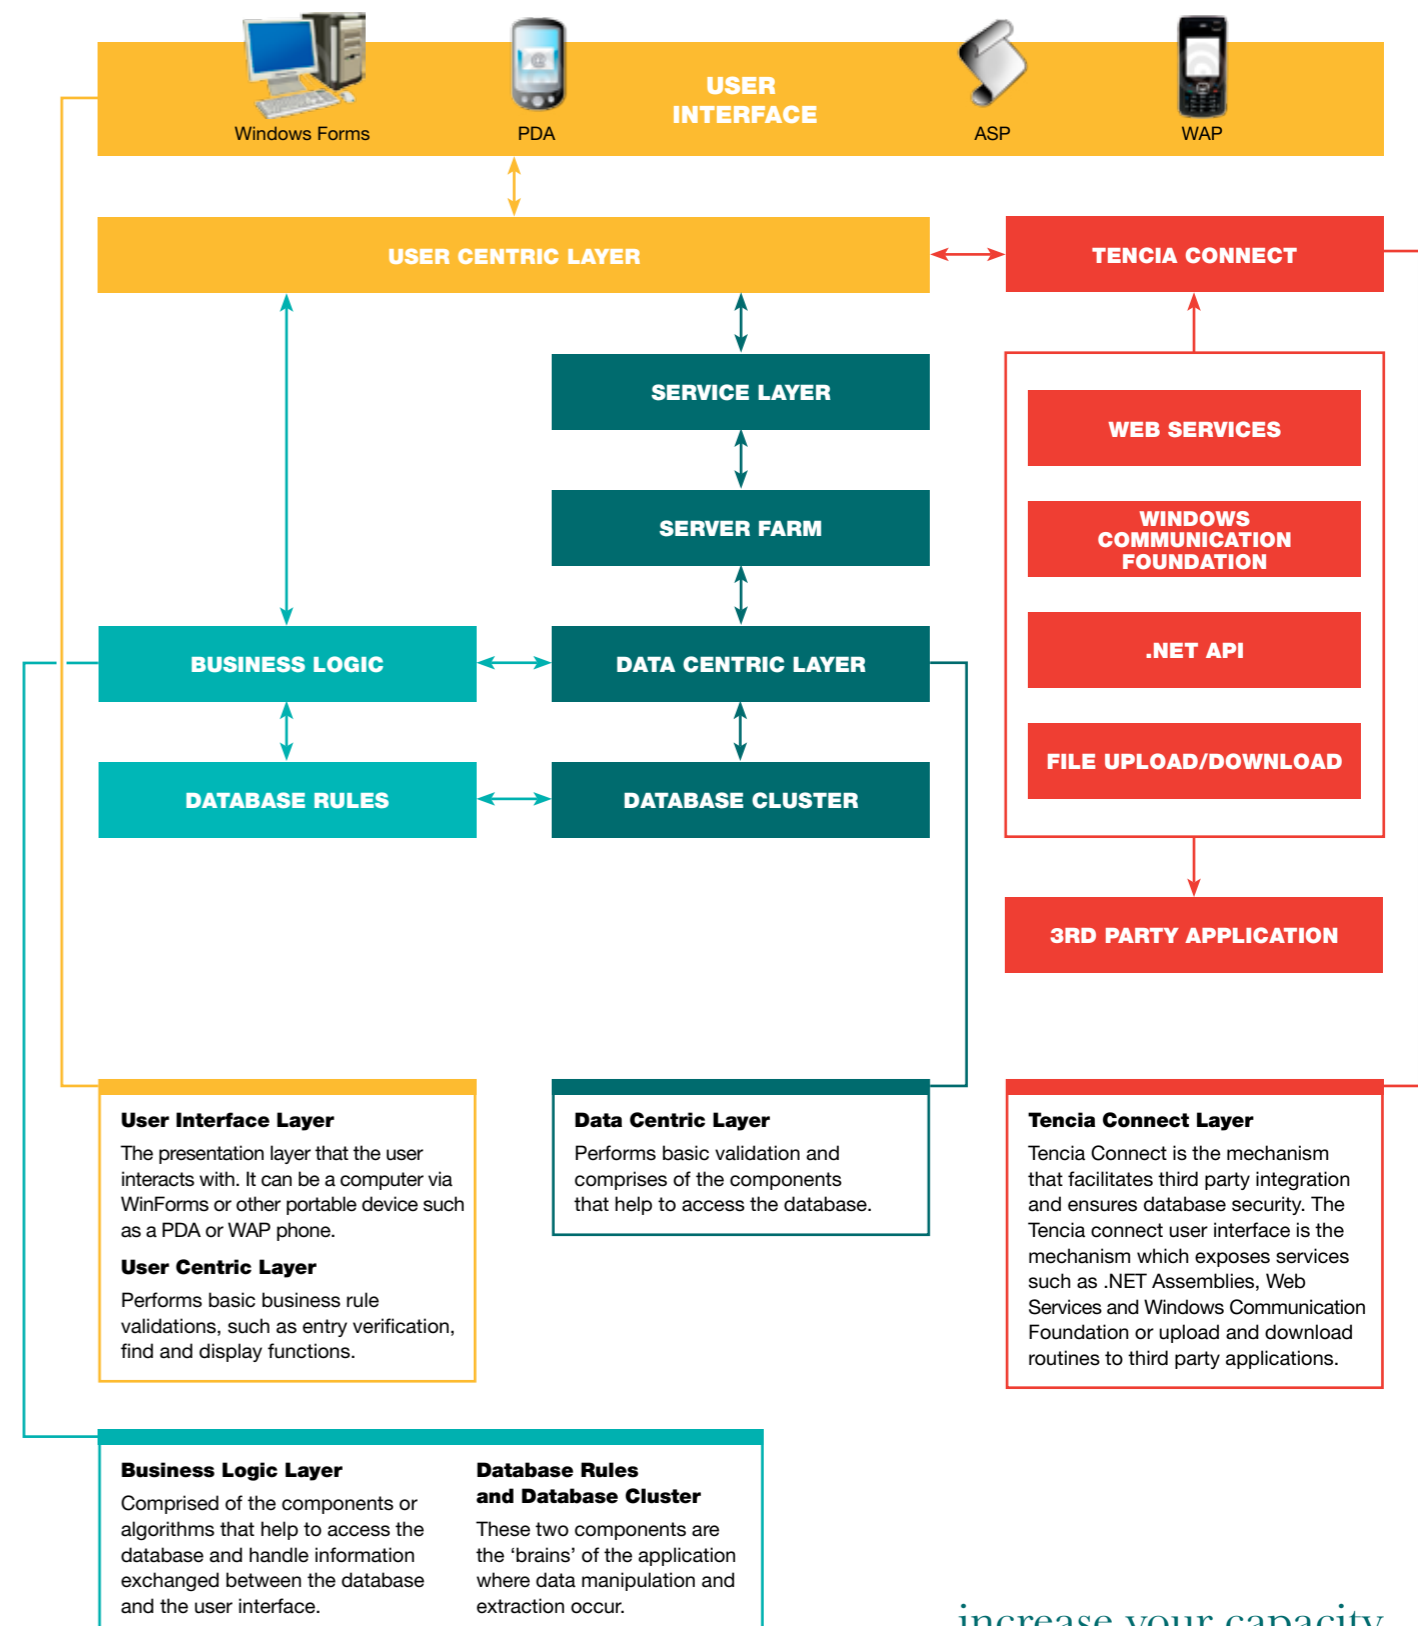 USER
INTERFACE
Windows Forms
PDA
ASP
WAP
USER CENTRIC LAYER
TENCIA CONNECT
SERVICE LAYER
WEB SERVICES
SERVER FARM
WINDOWS
COMMUNICATION
FOUNDATION
BUSINESS LOGIC
DATA CENTRIC LAYER
.NET API
DATABASE RULES
DATABASE CLUSTER
FILE UPLOAD/DOWNLOAD
3RD PARTY APPLICATION
User Interface Layer
The presentation layer that the user
interacts with. It can be a computer via
WinForms or other portable device such
as a PDA or WAP phone.
User Centric Layer
Performs basic business rule
validations, such as entry verification,
find and display functions.
Data Centric Layer
Performs basic validation and
comprises of the components
that help to access the database.
Tencia Connect Layer
Tencia Connect is the mechanism
that facilitates third party integration
and ensures database security. The
Tencia connect user interface is the
mechanism which exposes services
such as .NET Assemblies, Web
Services and Windows Communication
Foundation or upload and download
routines to third party applications.
Business Logic Layer
Comprised of the components or
algorithms that help to access the
database and handle information
exchanged between the database
and the user interface.
Database Rules
and Database Cluster
These two components are
the ‘brains’ of the application
where data manipulation and
extraction occur.
increase your capacity